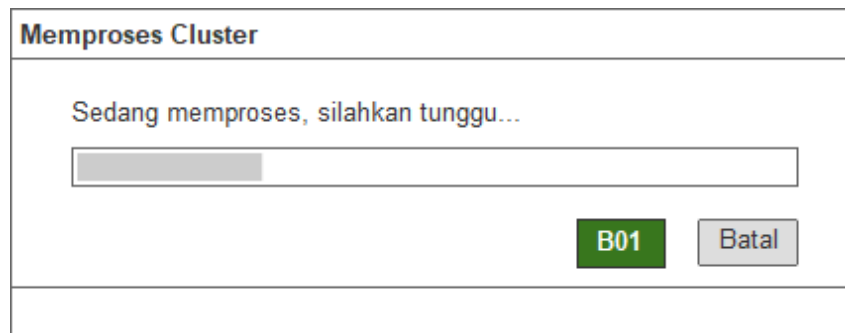 Memproses Cluster
Sedang memproses, silahkan tunggu...
B01 Batal